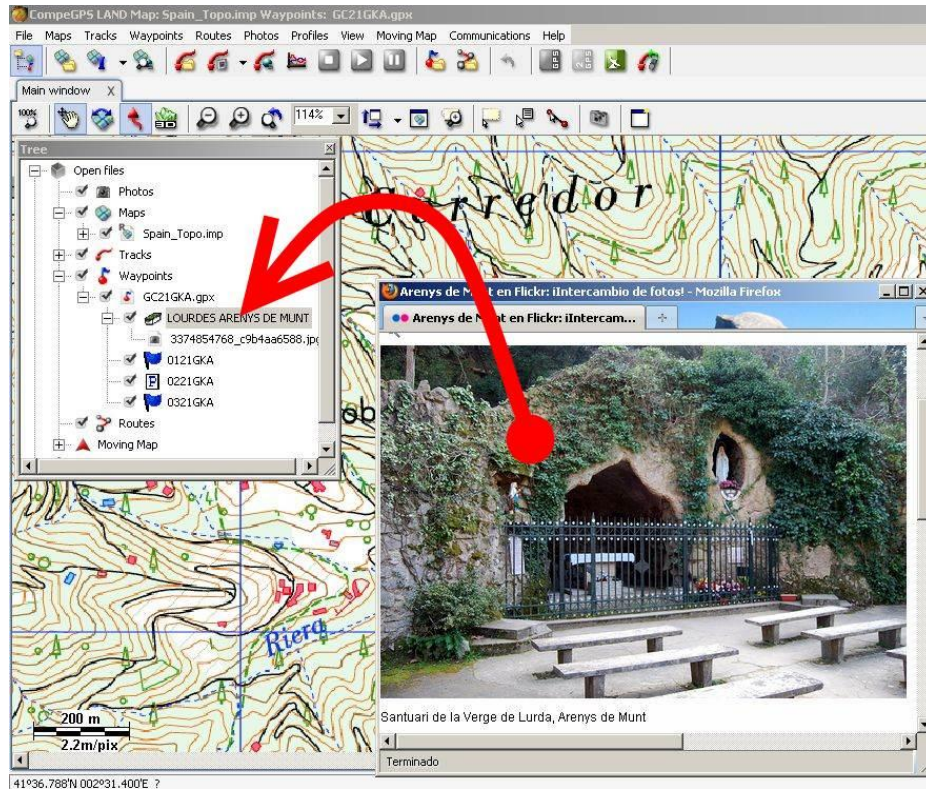 CompeGPS LAND Map: Spain_Topo.imp Waypoints: GC21GKA.gpx
File Maps Tracks Waypoints Routes Photos Profiles View Moving Map Communications Help
Main window X
100%
114%
Tree
Open files
Photos
Maps
Spain_Topo.imp
Tracks
Waypoints
GC21GKA.gpx
LOURDES ARENYS DE MUNT
3374854768_c9b4aa6588.jpg
0121GKA
P 0221GKA
0321GKA
Routes
Moving Map
Corredor
Arenys de Munt en Flickr: ¡Intercambio de fotos! - Mozilla Firefox
Arenys de Munt en Flickr: ¡Intercam...
Riera
200 m
2.2m/pix
Santuari de la Verge de Lurda, Arenys de Munt
Terminado
41º36.788'N 002º31.400'E ?